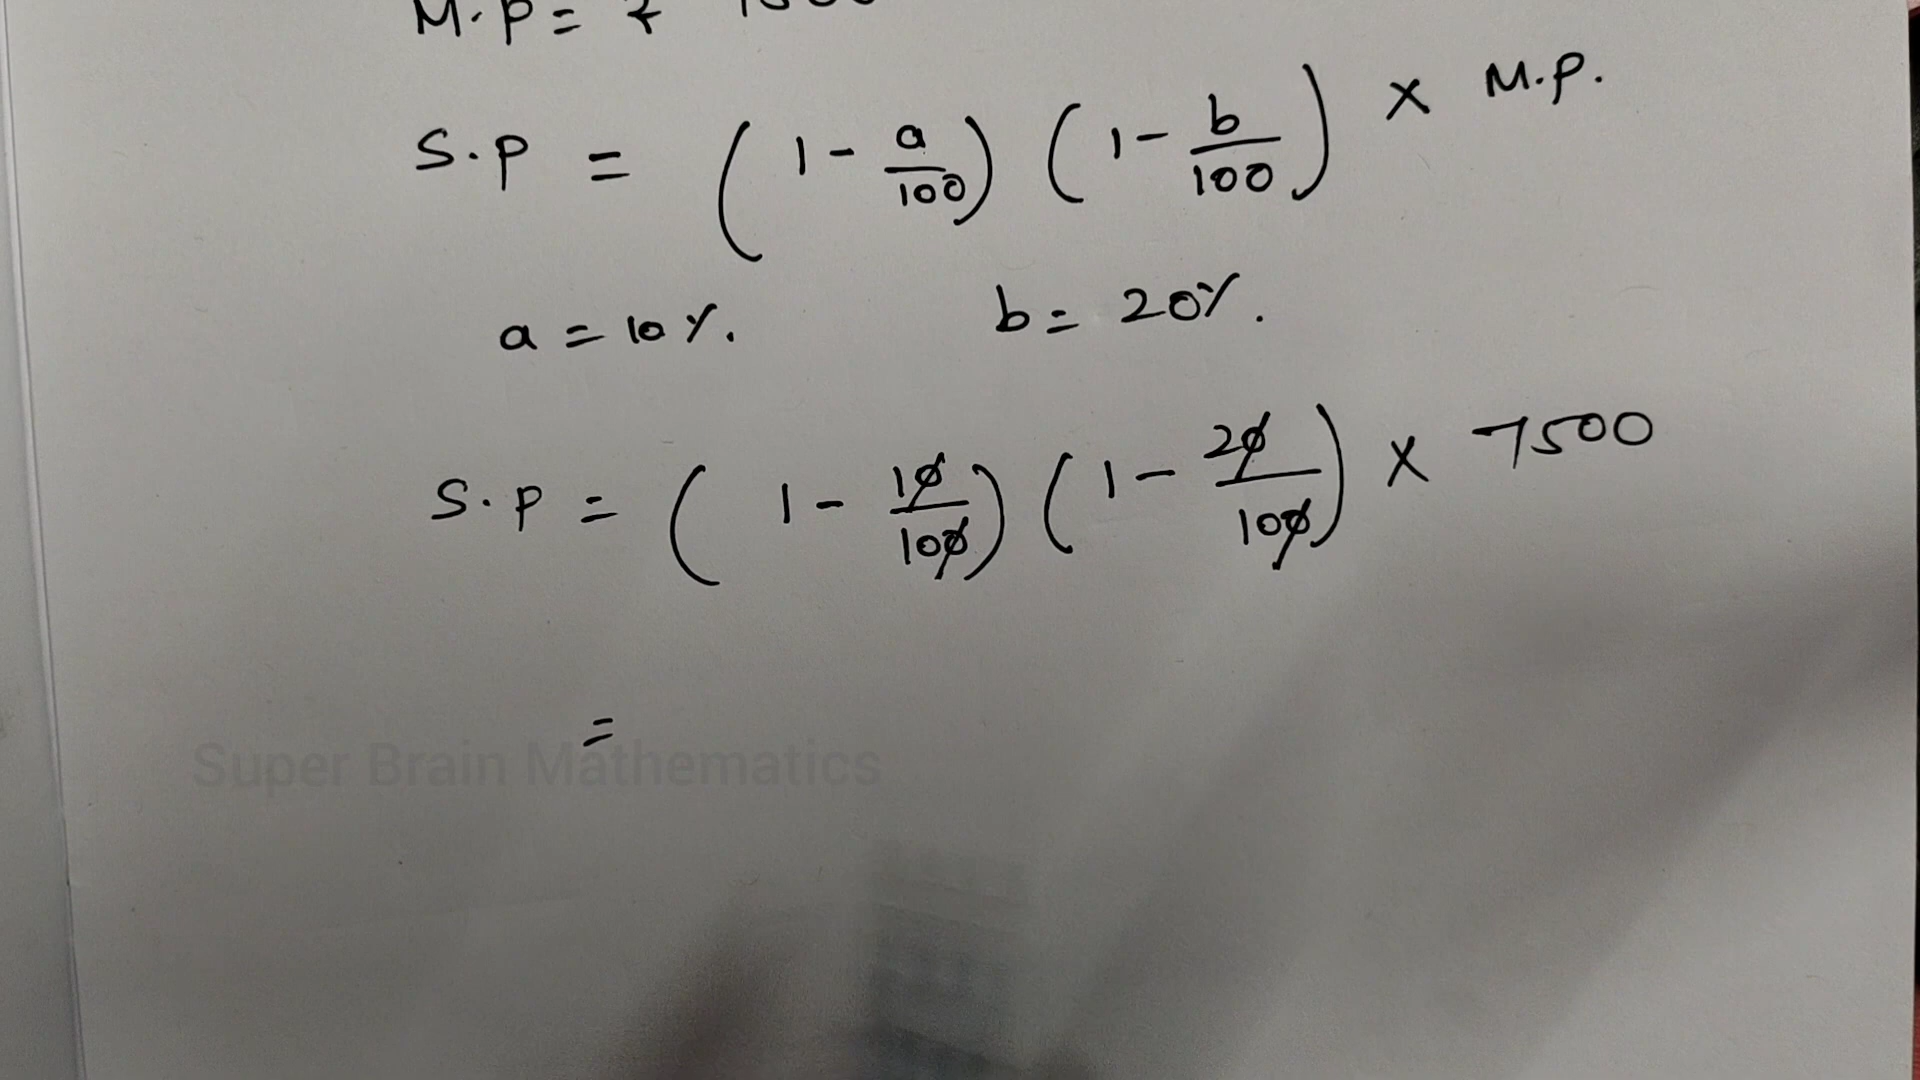 M.P = ₹
S.P = (1 - a/100) (1 - b/100) × M.P.
a = 10%. b = 20%.
S.P = (1 - 10/100) (1 - 20/100) × 7500
=
Super Brain Mathematics